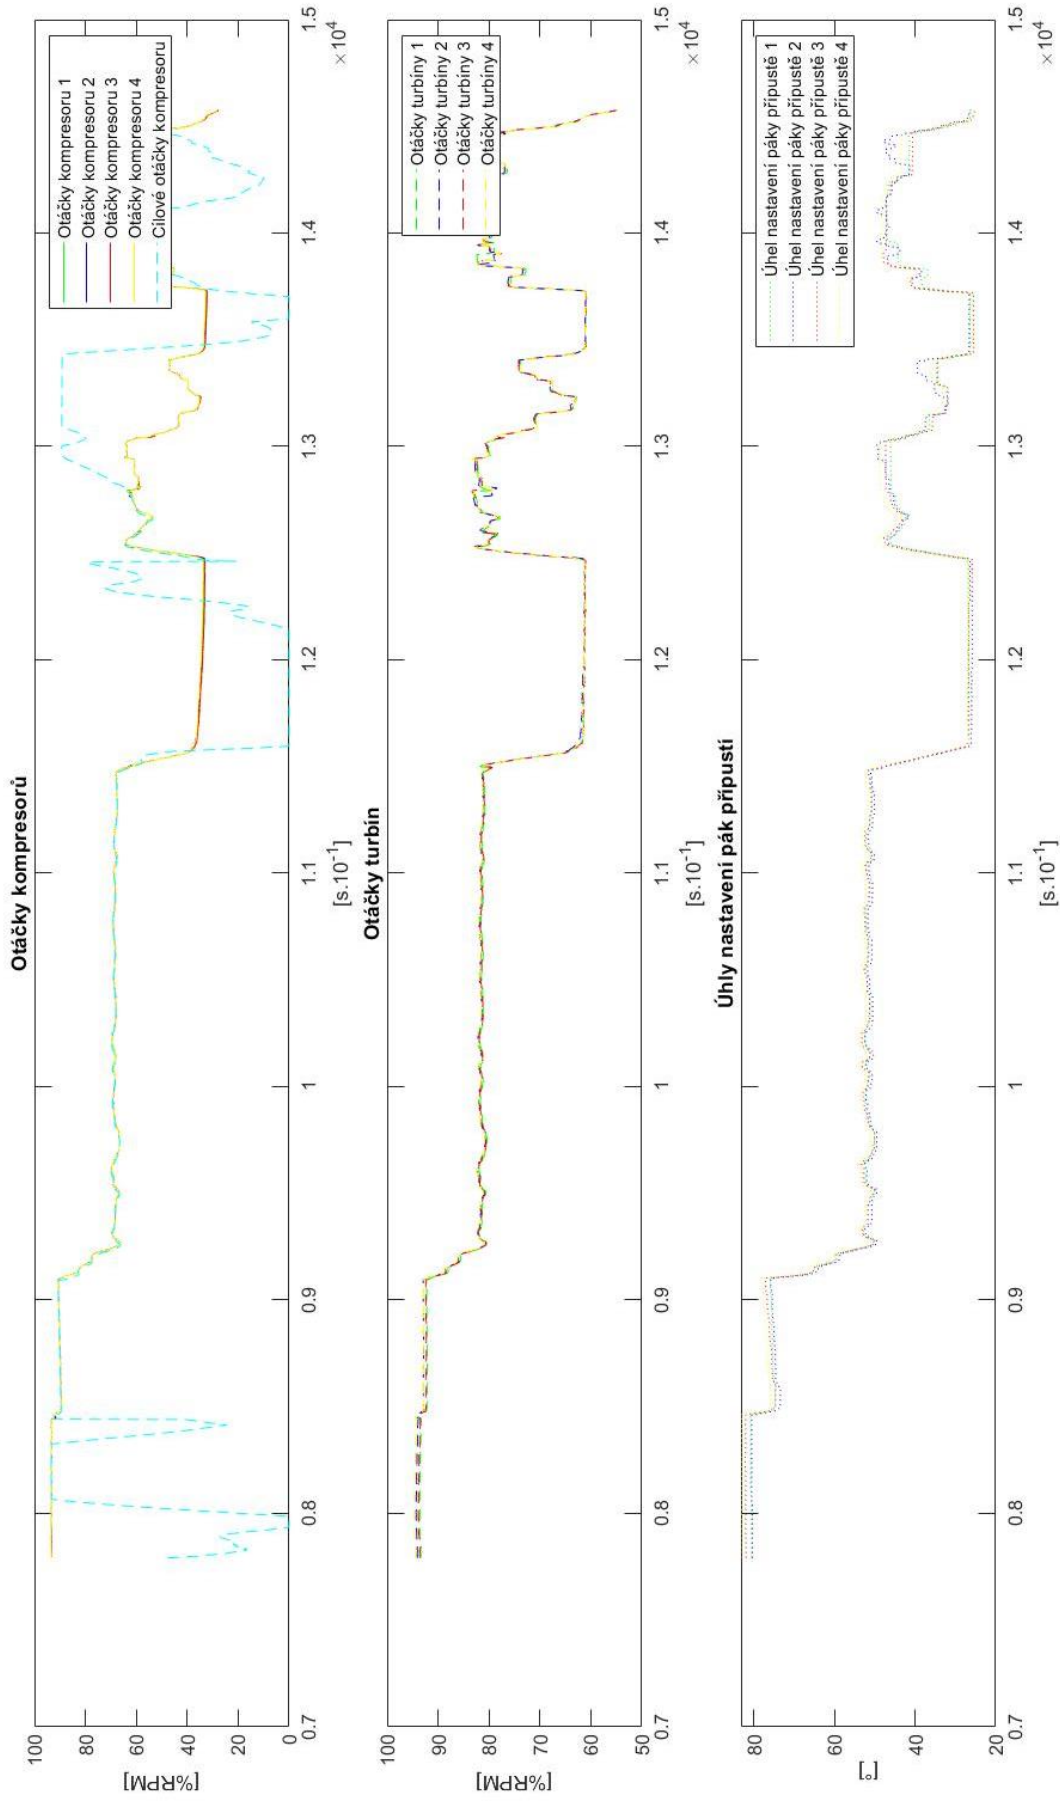 Otáčky kompresorů
[%RPM]
100
80
60
40
20
0
0.7
0.8
0.9
1
1.1
1.2
1.3
1.4
1.5
×10⁴
[s.10⁻¹]
Otáčky kompresoru 1
Otáčky kompresoru 2
Otáčky kompresoru 3
Otáčky kompresoru 4
Cílové otáčky kompresoru
Otáčky turbín
[%RPM]
100
90
80
70
60
50
0.7
0.8
0.9
1
1.1
1.2
1.3
1.4
1.5
×10⁴
[s.10⁻¹]
Otáčky turbíny 1
Otáčky turbíny 2
Otáčky turbíny 3
Otáčky turbíny 4
Úhly nastavení pák přípustí
[°]
80
60
40
20
0.7
0.8
0.9
1
1.1
1.2
1.3
1.4
1.5
×10⁴
[s.10⁻¹]
Úhel nastavení páky přípustě 1
Úhel nastavení páky přípustě 2
Úhel nastavení páky přípustě 3
Úhel nastavení páky přípustě 4